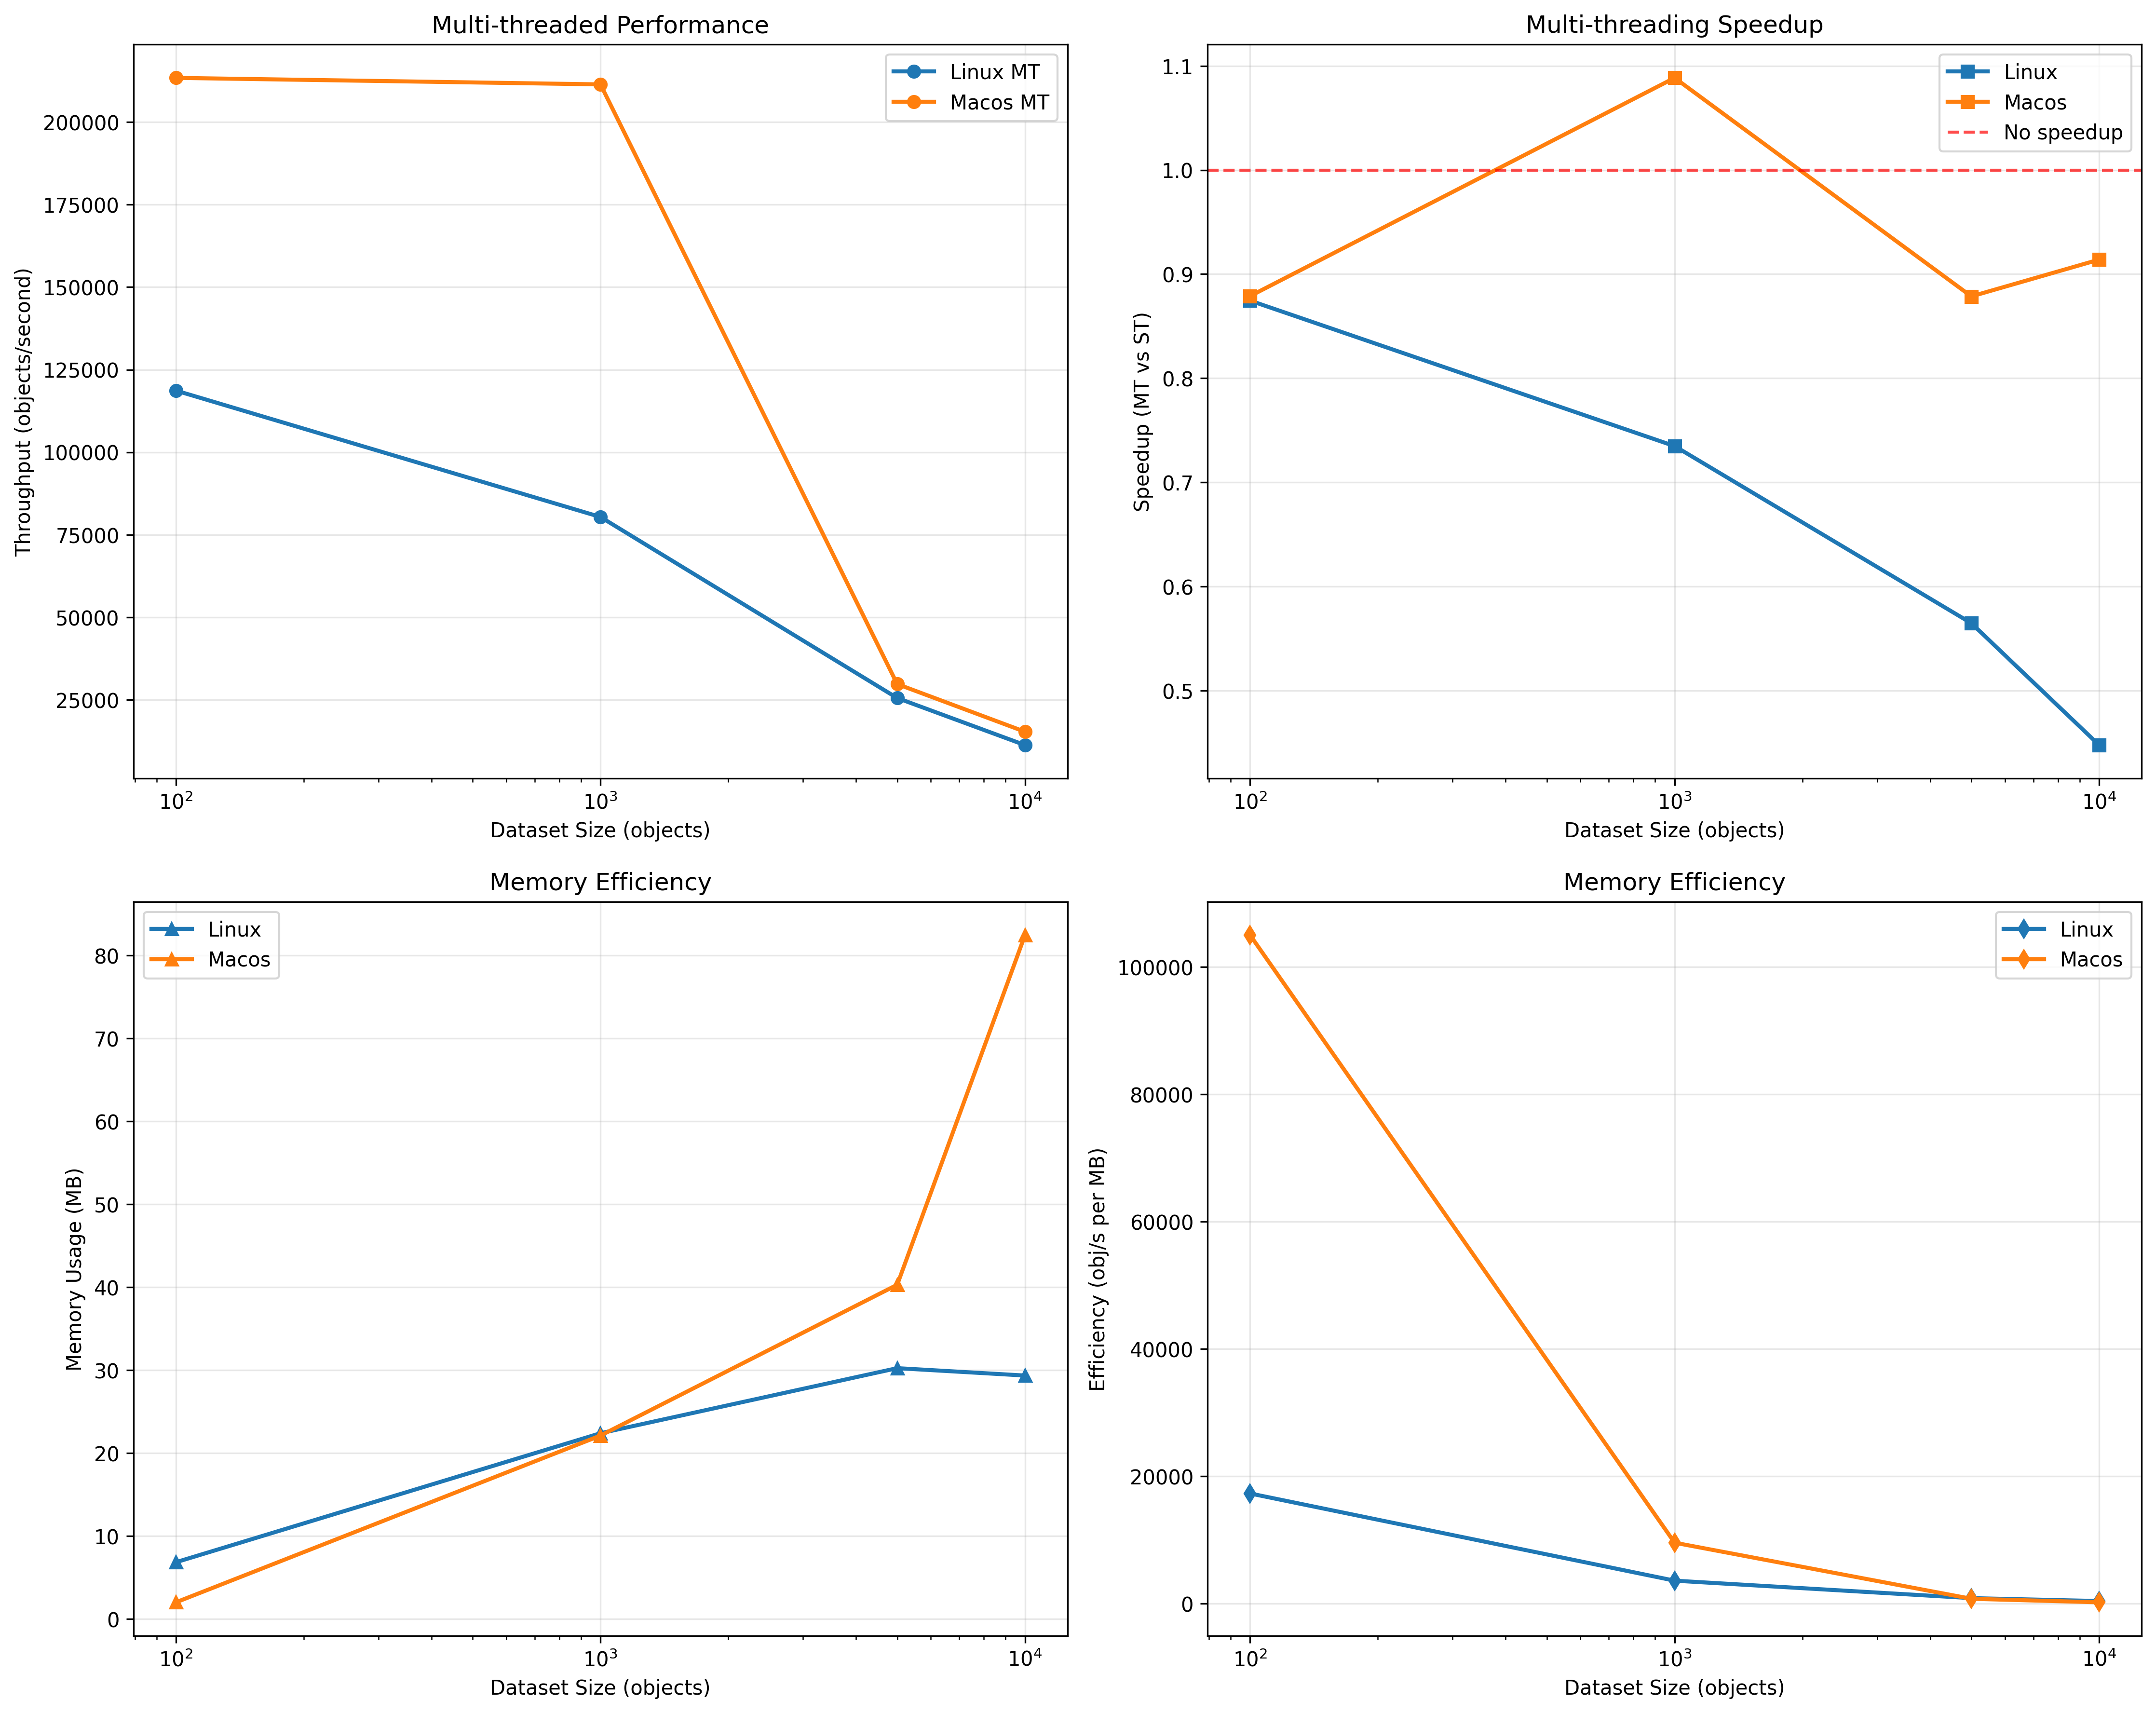 Multi-threaded Performance
Throughput (objects/second)
200000
175000
150000
125000
100000
75000
50000
25000
10²
10³
10⁴
Dataset Size (objects)
Linux MT
Macos MT
Multi-threading Speedup
Speedup (MT vs ST)
1.1
1.0
0.9
0.8
0.7
0.6
0.5
10²
10³
10⁴
Dataset Size (objects)
Linux
Macos
No speedup
Memory Efficiency
Memory Usage (MB)
80
70
60
50
40
30
20
10
0
10²
10³
10⁴
Dataset Size (objects)
Linux
Macos
Memory Efficiency
Efficiency (obj/s per MB)
100000
80000
60000
40000
20000
0
10²
10³
10⁴
Dataset Size (objects)
Linux
Macos